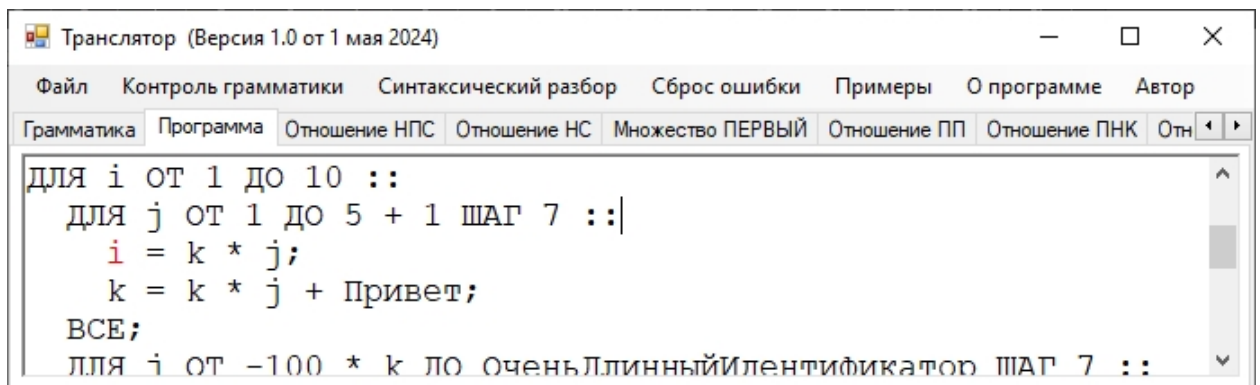 Транслятор (Версия 1.0 от 1 мая 2024)
Файл Контроль грамматики Синтаксический разбор Сброс ошибки Примеры О программе Автор
Грамматика Программа Отношение НПС Отношение НС Множество ПЕРВЫЙ Отношение ПП Отношение ПНК Отн
ДЛЯ i ОТ 1 ДО 10 ::
ДЛЯ j ОТ 1 ДО 5 + 1 ШАГ 7 ::
i = k * j;
k = k * j + Привет;
ВСЕ;
ДЛЯ j ОТ -100 * k ДО ОченьДлинныйИдентификатор ШАГ 7 ::